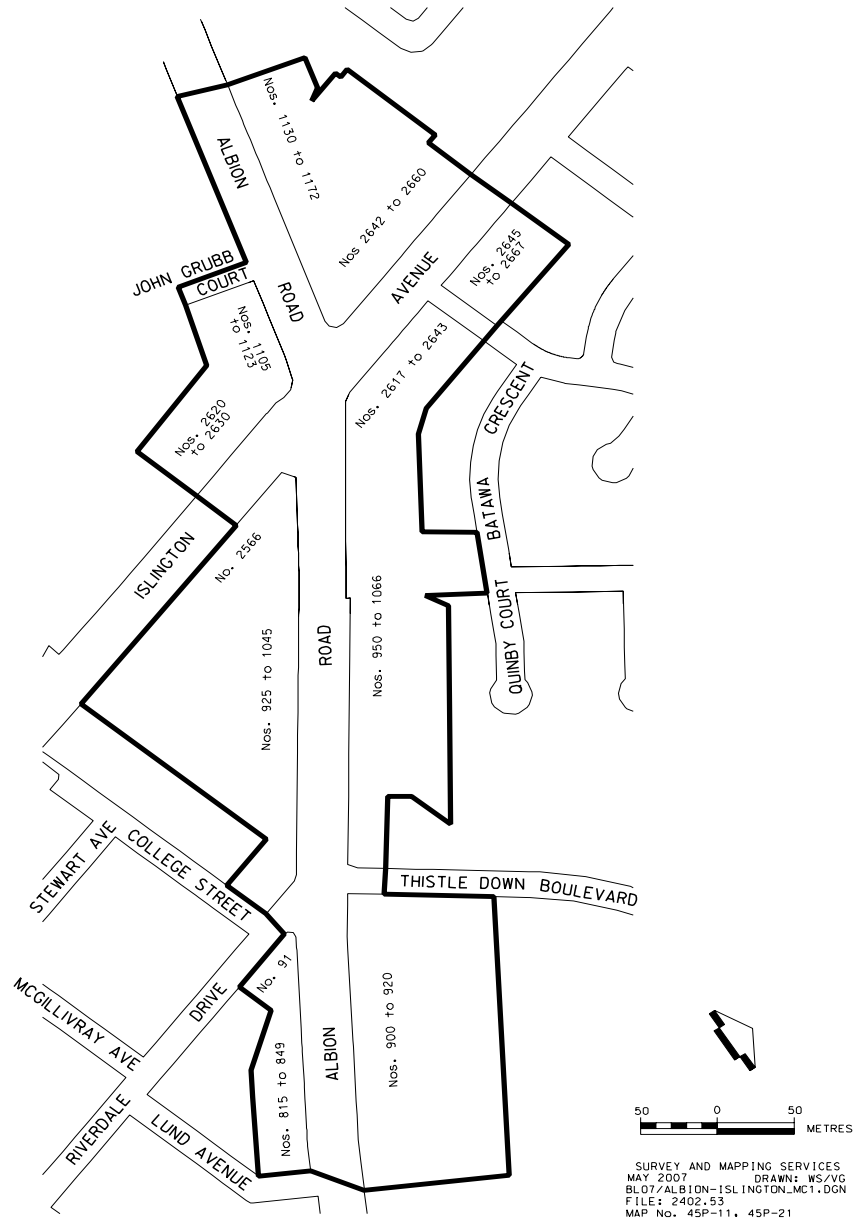 Nos. 1130 to 1172
ALBION
Nos 2642 to 2660
Nos. 2645
to 2667
AVENUE
JOHN GRUBB
COURT
ROAD
Nos. 1105
to 1123
Nos. 2617 to 2643
CRESCENT
Nos. 2620
to 2630
BATAWA
ISLINGTON
No. 2566
QUINBY COURT
ROAD
Nos. 950 to 1066
Nos. 925 to 1045
STEWART AVE
COLLEGE STREET
THISTLE DOWN BOULEVARD
No. 91
MCGILLIVRAY AVE
DRIVE
Nos. 900 to 920
ALBION
Nos. 815 to 849
RIVERDALE
LUND AVENUE
50 0 50
METRES
SURVEY AND MAPPING SERVICES
MAY 2007 DRAWN: WS/VG
BL07/ALBION-ISLINGTON_MC1.DGN
FILE: 2402.53
MAP No. 45P-11, 45P-21